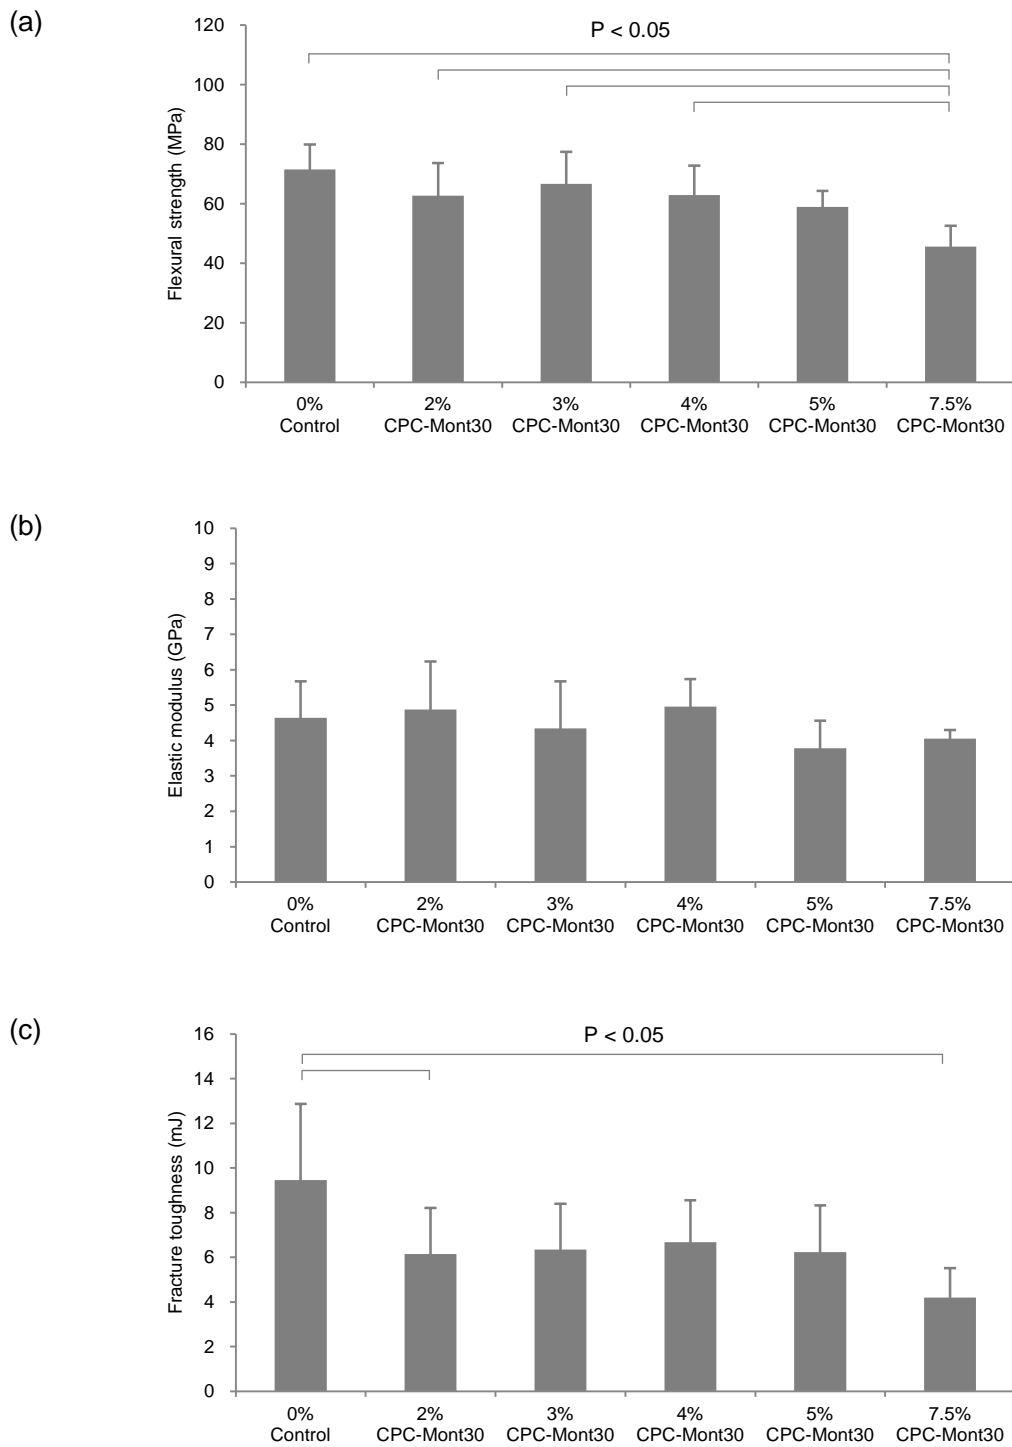 (a)
Flexural strength (MPa)
120
100
80
60
40
20
0
P < 0.05
0% 2% 3% 4% 5% 7.5%
Control CPC-Mont30 CPC-Mont30 CPC-Mont30 CPC-Mont30 CPC-Mont30
(b)
Elastic modulus (GPa)
10
9
8
7
6
5
4
3
2
1
0
0% 2% 3% 4% 5% 7.5%
Control CPC-Mont30 CPC-Mont30 CPC-Mont30 CPC-Mont30 CPC-Mont30
(c)
Fracture toughness (mJ)
16
14
12
10
8
6
4
2
0
P < 0.05
0% 2% 3% 4% 5% 7.5%
Control CPC-Mont30 CPC-Mont30 CPC-Mont30 CPC-Mont30 CPC-Mont30